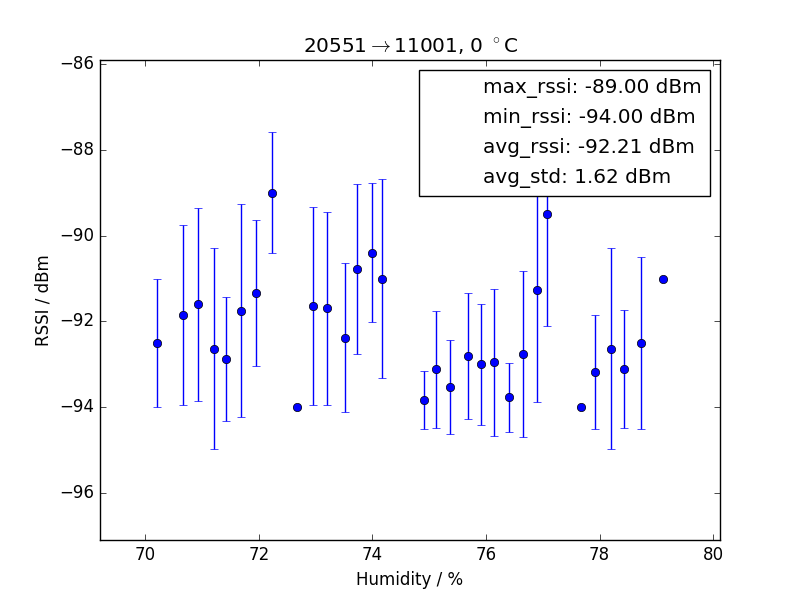 20551→11001, 0 °C
max_rssi: -89.00 dBm
min_rssi: -94.00 dBm
avg_rssi: -92.21 dBm
avg_std: 1.62 dBm
RSSI / dBm
−86
−88
−90
−92
−94
−96
70 72 74 76 78 80
Humidity / %